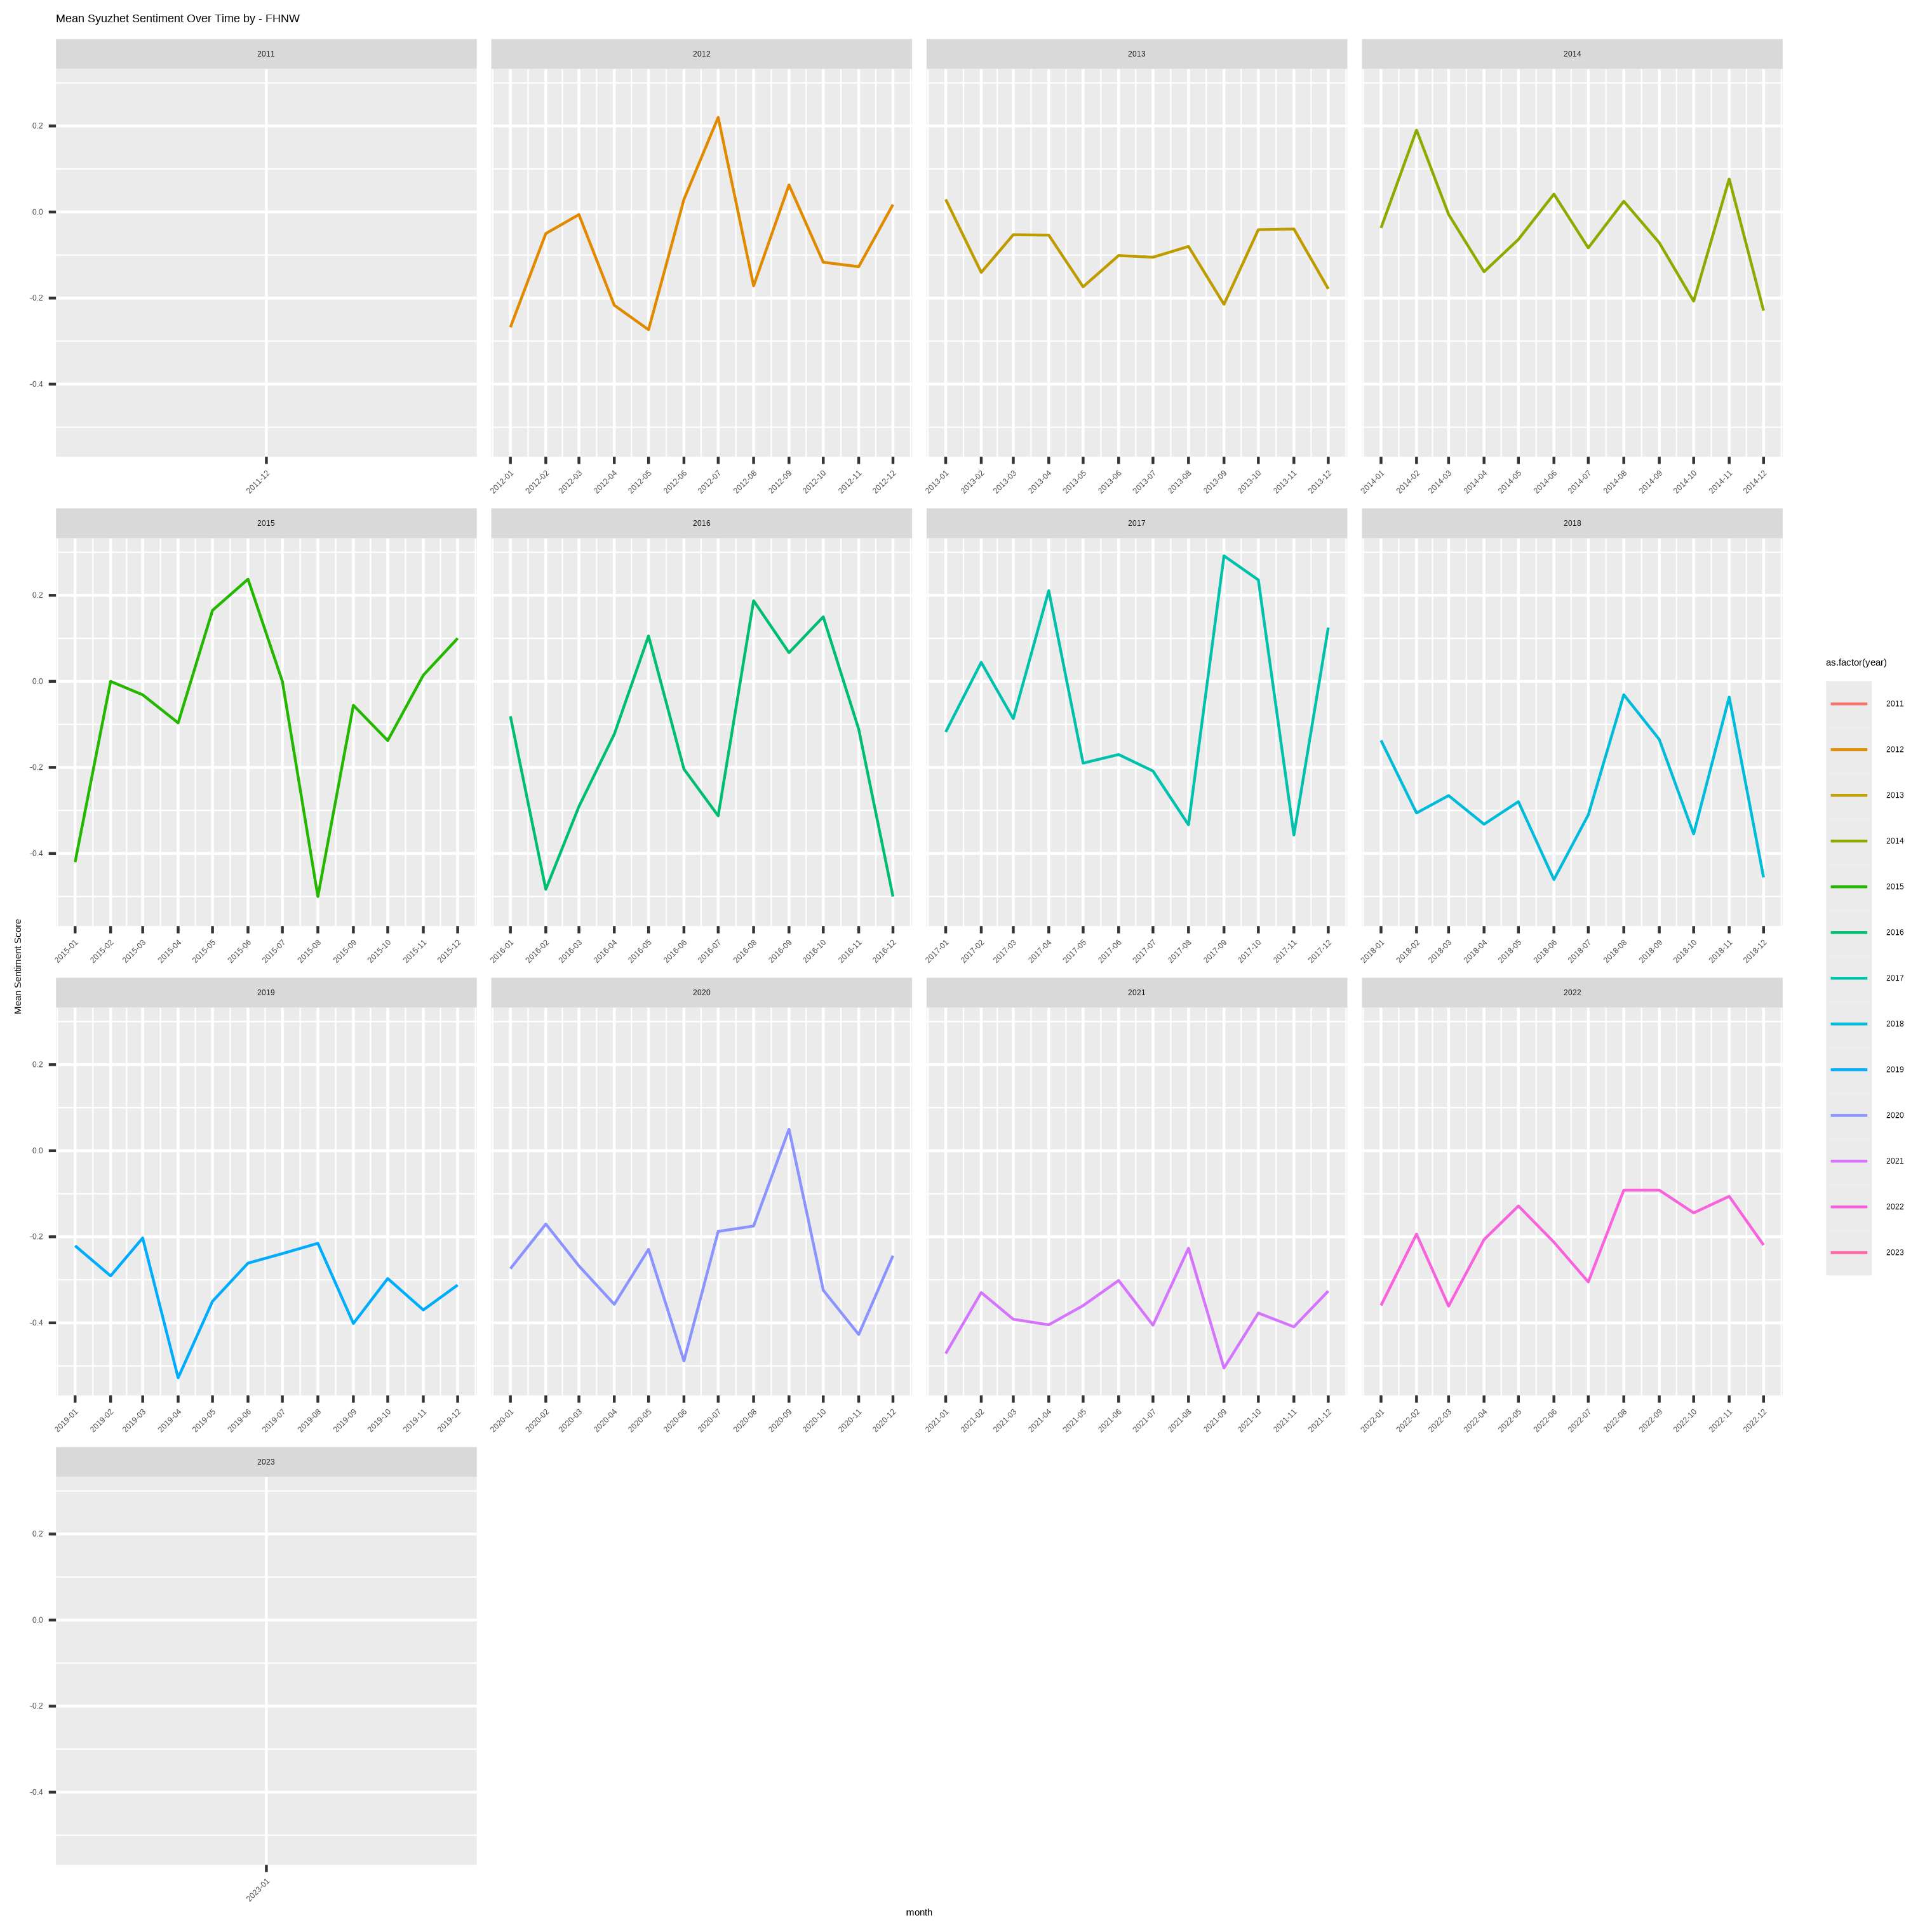 Mean Syuzhet Sentiment Over Time by - FHNW
2011 2012 2013 2014
0.2
0.0
-0.2
-0.4
2011-12
2012-01 2012-02 2012-03 2012-04 2012-05 2012-06 2012-07 2012-08 2012-09 2012-10 2012-11 2012-12
2013-01 2013-02 2013-03 2013-04 2013-05 2013-06 2013-07 2013-08 2013-09 2013-10 2013-11 2013-12
2014-01 2014-02 2014-03 2014-04 2014-05 2014-06 2014-07 2014-08 2014-09 2014-10 2014-11 2014-12
2015 2016 2017 2018
0.2
0.0
-0.2
-0.4
2015-01 2015-02 2015-03 2015-04 2015-05 2015-06 2015-07 2015-08 2015-09 2015-10 2015-11 2015-12
2016-01 2016-02 2016-03 2016-04 2016-05 2016-06 2016-07 2016-08 2016-09 2016-10 2016-11 2016-12
2017-01 2017-02 2017-03 2017-04 2017-05 2017-06 2017-07 2017-08 2017-09 2017-10 2017-11 2017-12
2018-01 2018-02 2018-03 2018-04 2018-05 2018-06 2018-07 2018-08 2018-09 2018-10 2018-11 2018-12
Mean Sentiment Score
2019 2020 2021 2022
0.2
0.0
-0.2
-0.4
2019-01 2019-02 2019-03 2019-04 2019-05 2019-06 2019-07 2019-08 2019-09 2019-10 2019-11 2019-12
2020-01 2020-02 2020-03 2020-04 2020-05 2020-06 2020-07 2020-08 2020-09 2020-10 2020-11 2020-12
2021-01 2021-02 2021-03 2021-04 2021-05 2021-06 2021-07 2021-08 2021-09 2021-10 2021-11 2021-12
2022-01 2022-02 2022-03 2022-04 2022-05 2022-06 2022-07 2022-08 2022-09 2022-10 2022-11 2022-12
2023
0.2
0.0
-0.2
-0.4
2023-01
month
as.factor(year)
2011
2012
2013
2014
2015
2016
2017
2018
2019
2020
2021
2022
2023